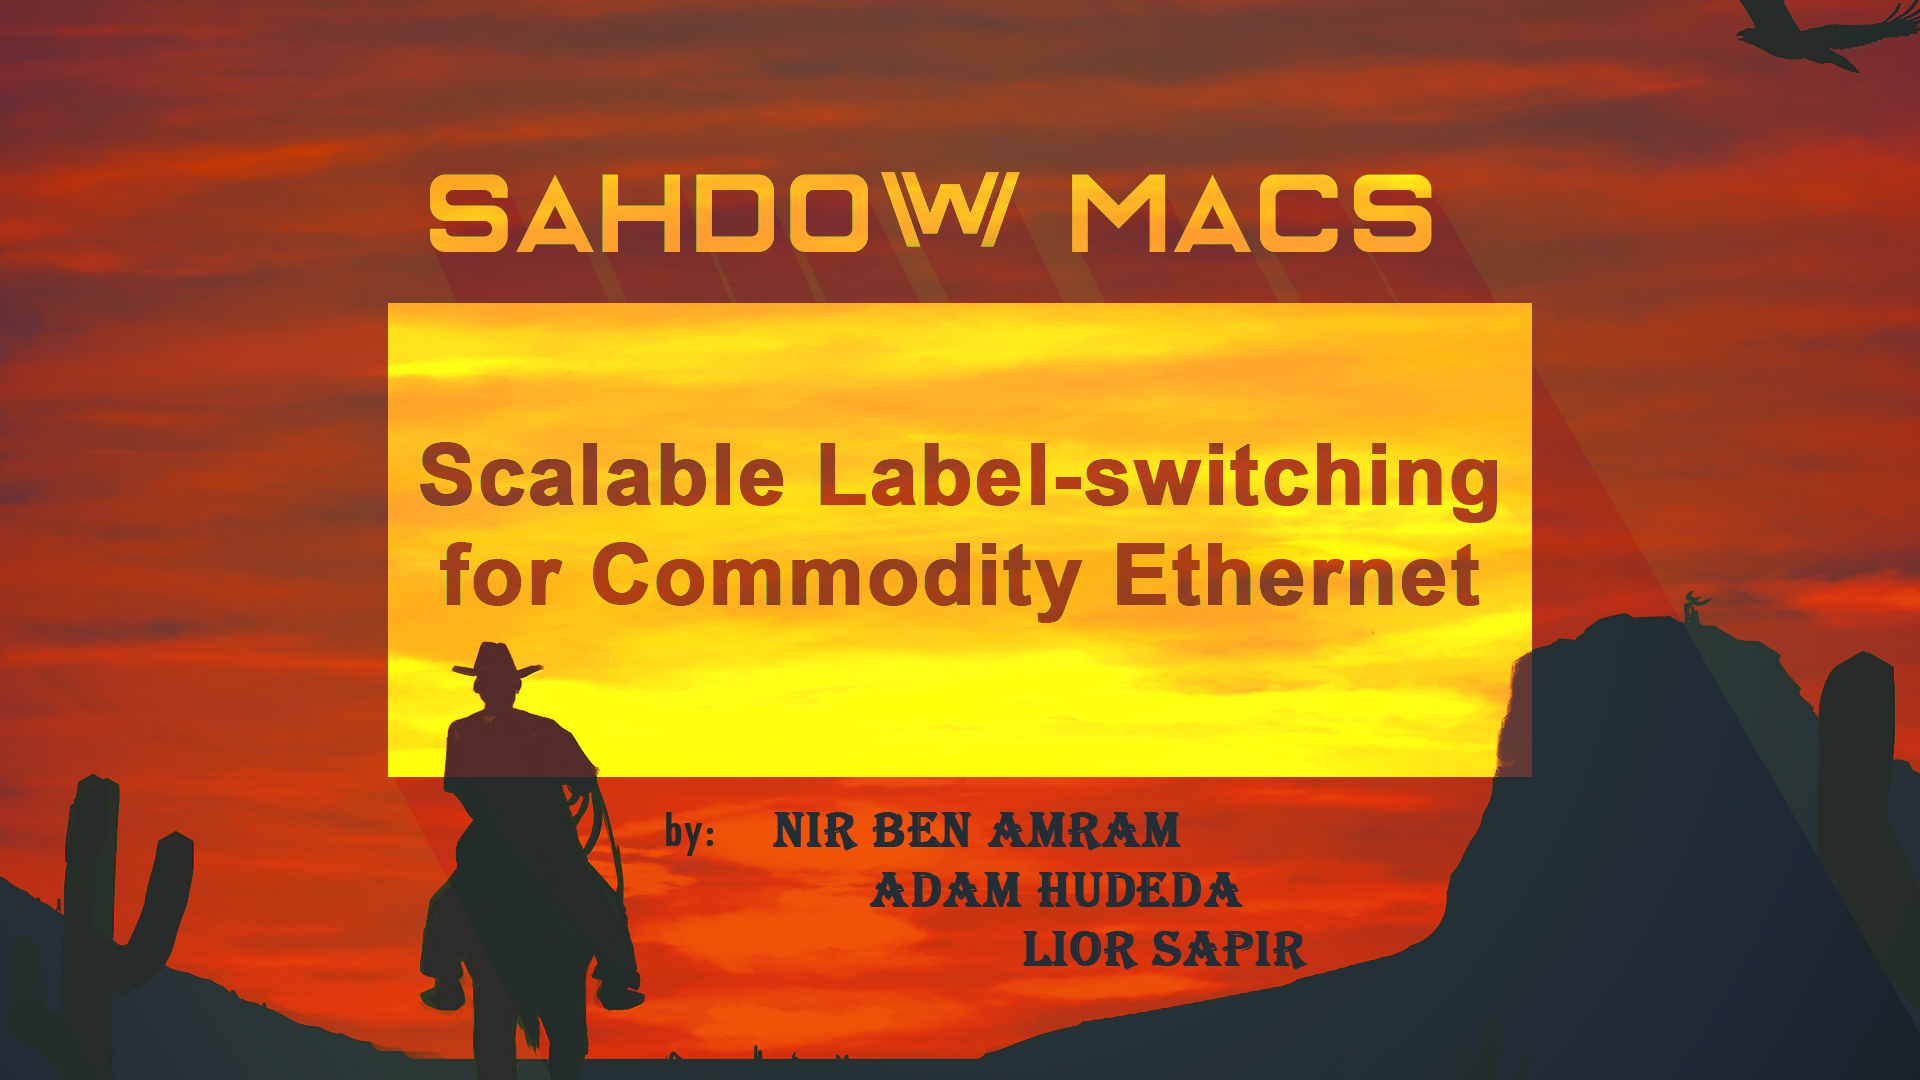 SAHDOW MACS
Scalable Label-switching
for Commodity Ethernet
by: NIR BEN AMRAM
ADAM HUDEDA
LIOR SAPIR